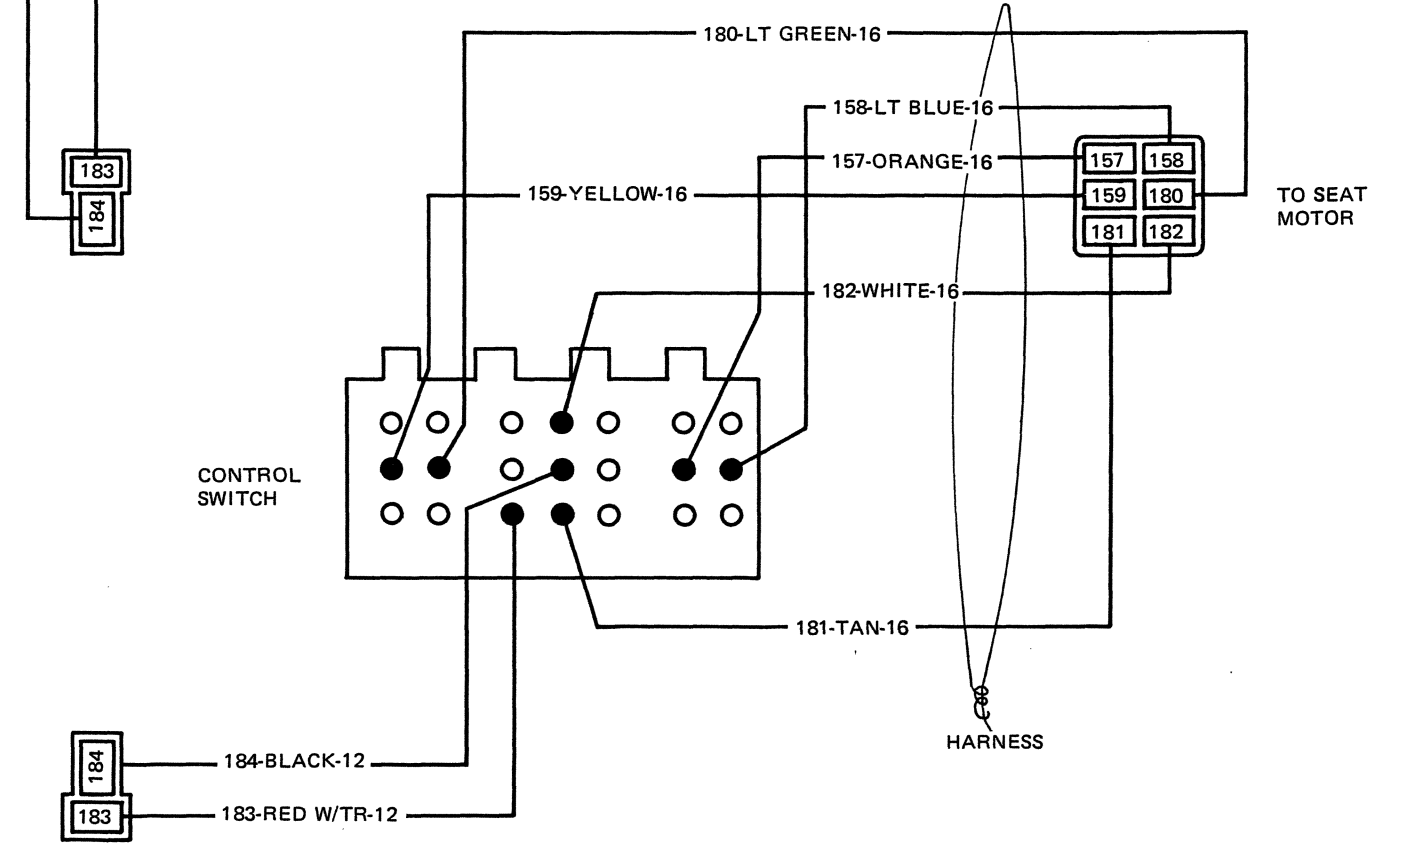 180-LT GREEN-16
158-LT BLUE-16
157-ORANGE-16
159-YELLOW-16
183
184
157 158
159 180
181 182
TO SEAT
MOTOR
182-WHITE-16
CONTROL
SWITCH
181-TAN-16
HARNESS
184
184-BLACK-12
183
183-RED W/TR-12